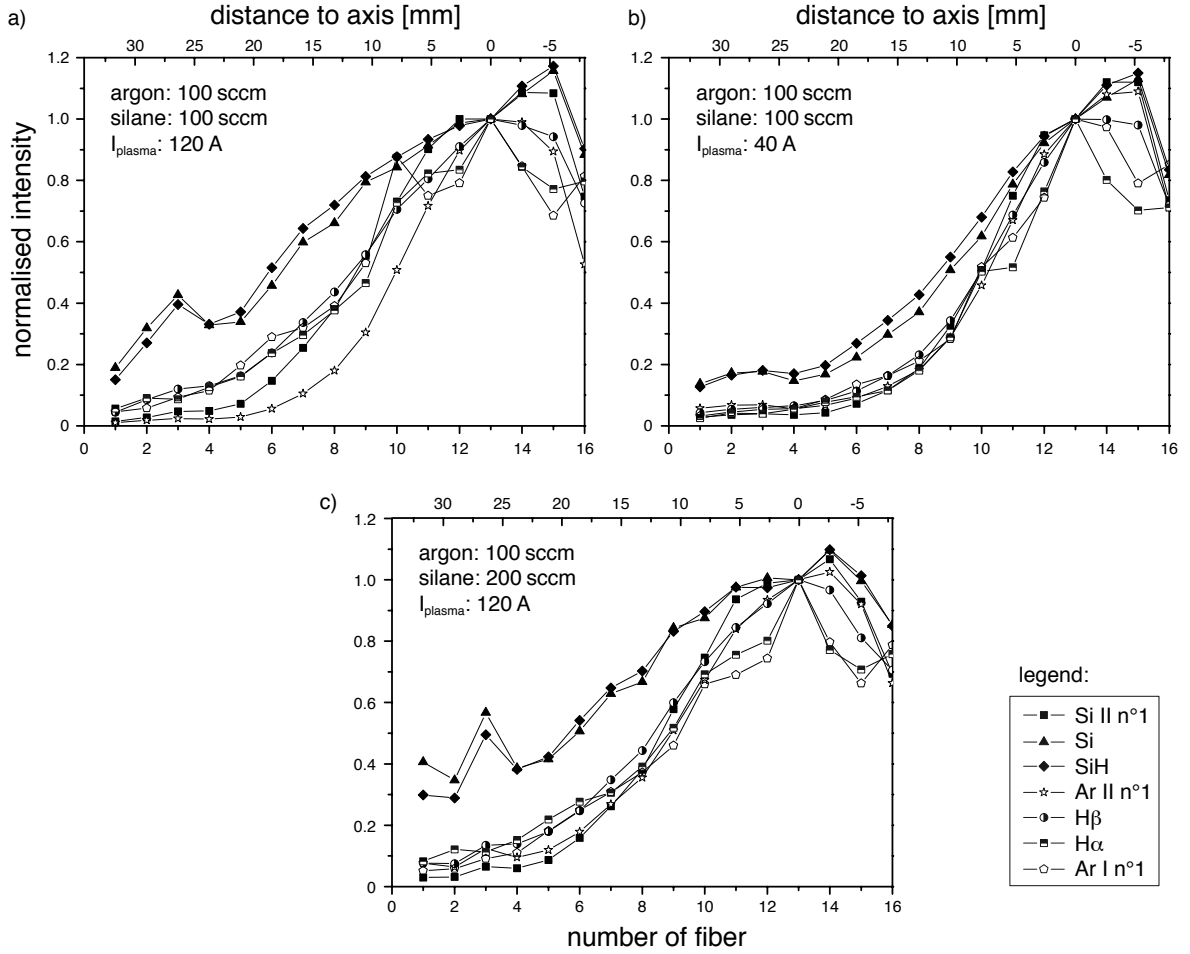 a)
distance to axis [mm]
30 25 20 15 10 5 0 -5
1.2
1.0
0.8
0.6
0.4
0.2
0
argon: 100 sccm
silane: 100 sccm
Iplasma: 120 A
normalised intensity
0 2 4 6 8 10 12 14 16
b)
distance to axis [mm]
30 25 20 15 10 5 0 -5
1.2
1.0
0.8
0.6
0.4
0.2
0
argon: 100 sccm
silane: 100 sccm
Iplasma: 40 A
0 2 4 6 8 10 12 14 16
c)
30 25 20 15 10 5 0 -5
1.2
1.0
0.8
0.6
0.4
0.2
0
argon: 100 sccm
silane: 200 sccm
Iplasma: 120 A
0 2 4 6 8 10 12 14 16
number of fiber
legend:
Si II n°1
Si
SiH
Ar II n°1
Hβ
Hα
Ar I n°1